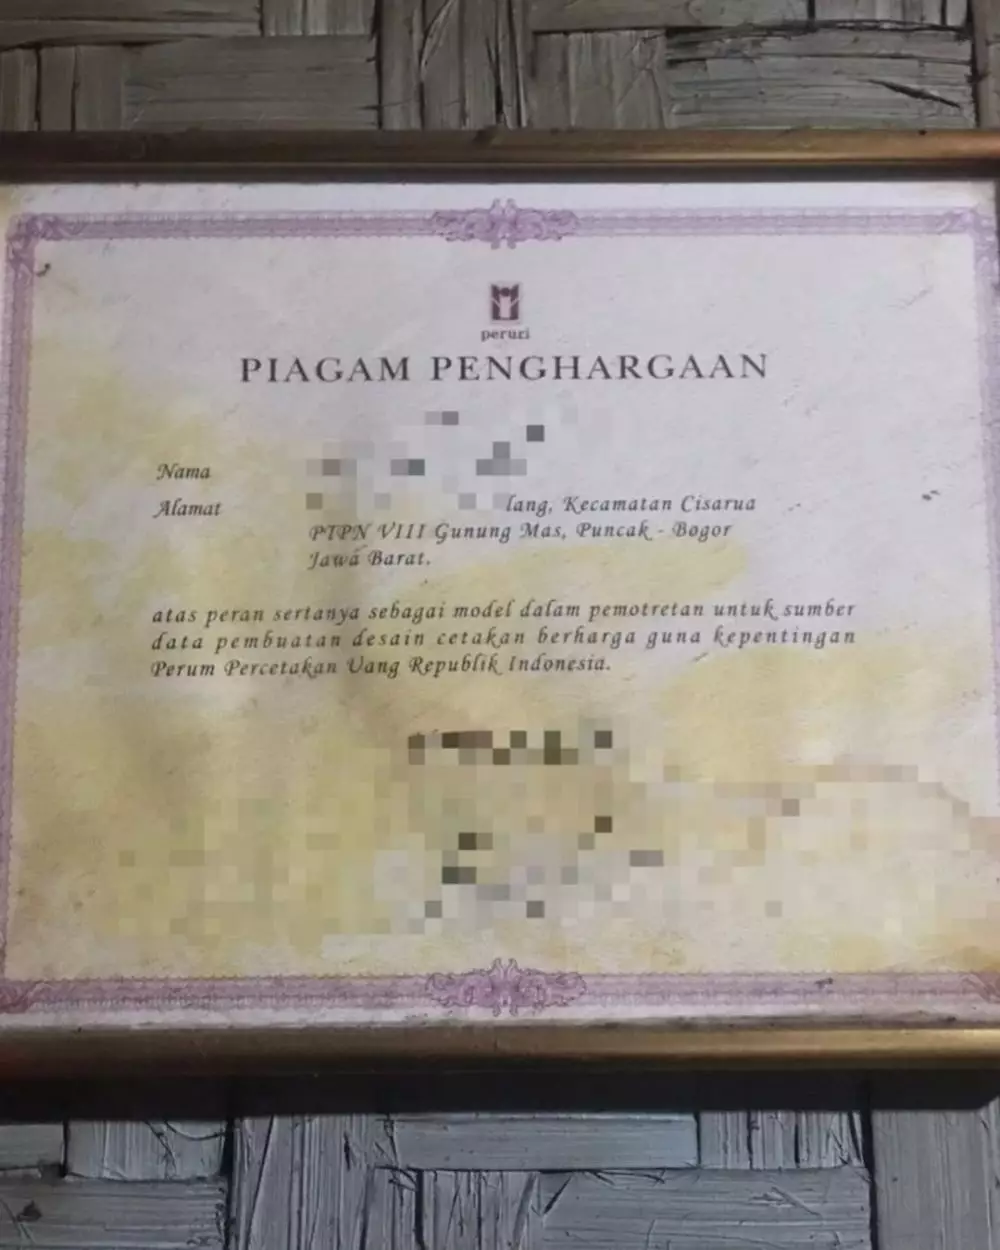 peruri
PIAGAM PENGHARGAAN
Nama
Alamat lang, Kecamatan Cisarua
PTPN VIII Gunung Mas, Puncak - Bogor
Jawa Barat.
atas peran sertanya sebagai model dalam pemotretan untuk sumber
data pembuatan desain cetakan berharga guna kepentingan
Perum Percetakan Uang Republik Indonesia.